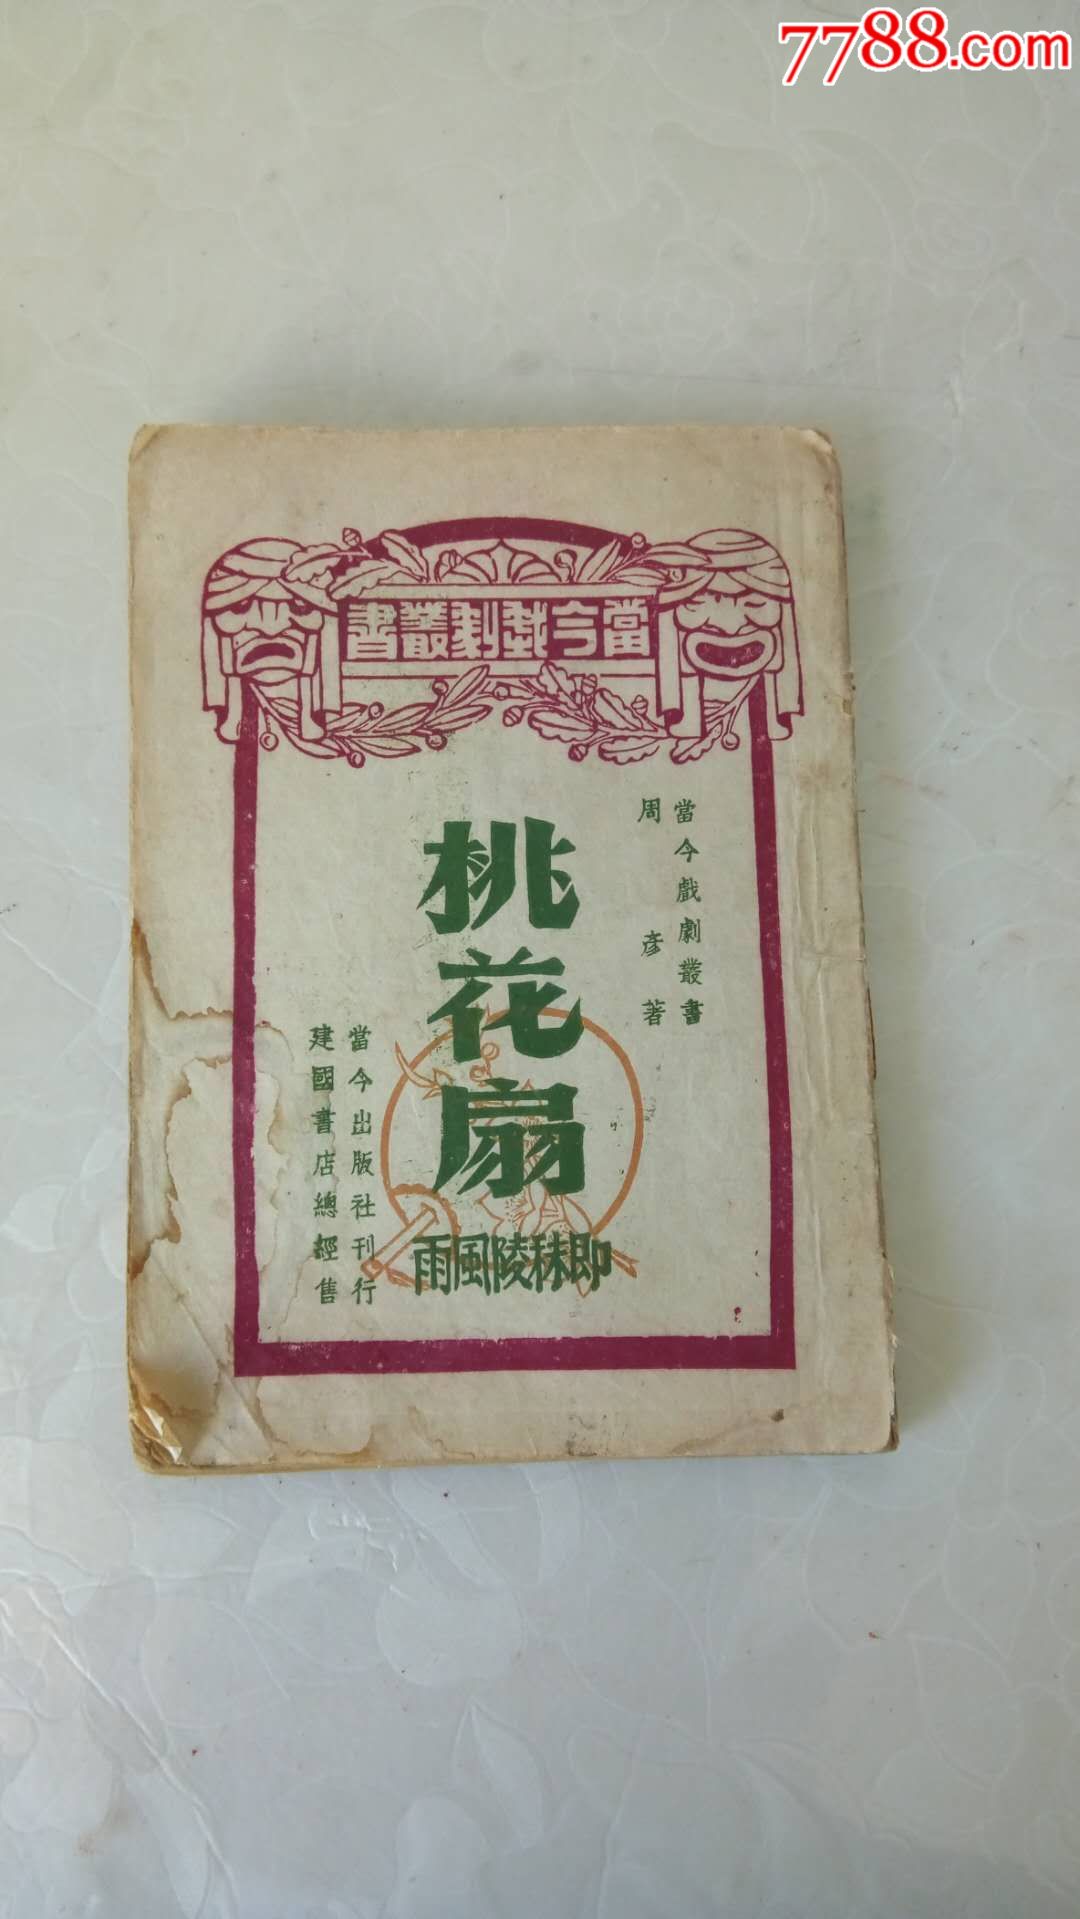 7788.com
當今戲劇叢書
當今戲劇叢書
周彥著
桃花扇
即秣陵風雨
當今出版社刊行
建國書店總經售